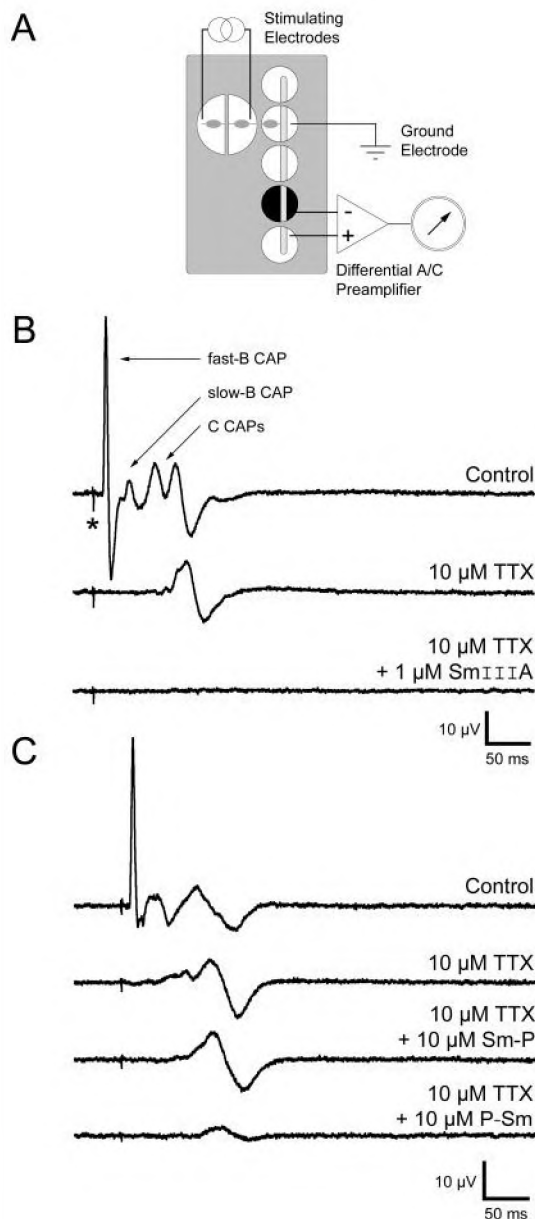 A
Stimulating
Electrodes
Ground
Electrode
-
+
Differential A/C
Preamplifier
B
fast-B CAP
slow-B CAP
C CAPs
Control
*
10 µM TTX
10 µM TTX
+ 1 µM SmIIIA
10 µV
50 ms
C
Control
10 µM TTX
10 µM TTX
+ 10 µM Sm-P
10 µM TTX
+ 10 µM P-Sm
10 µV
50 ms